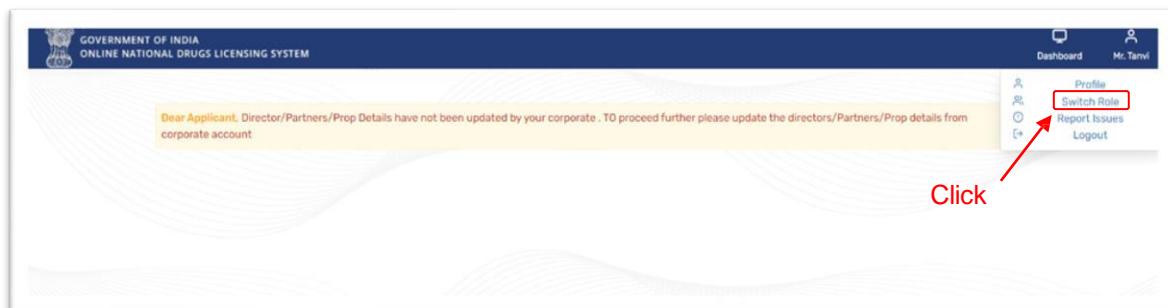 GOVERNMENT OF INDIA
ONLINE NATIONAL DRUGS LICENSING SYSTEM
Dashboard
Mr. Tanvi
Profile
Switch Role
Report Issues
Logout
Dear Applicant, Director/Partners/Prop Details have not been updated by your corporate . TO proceed further please update the directors/Partners/Prop details from
corporate account
Click